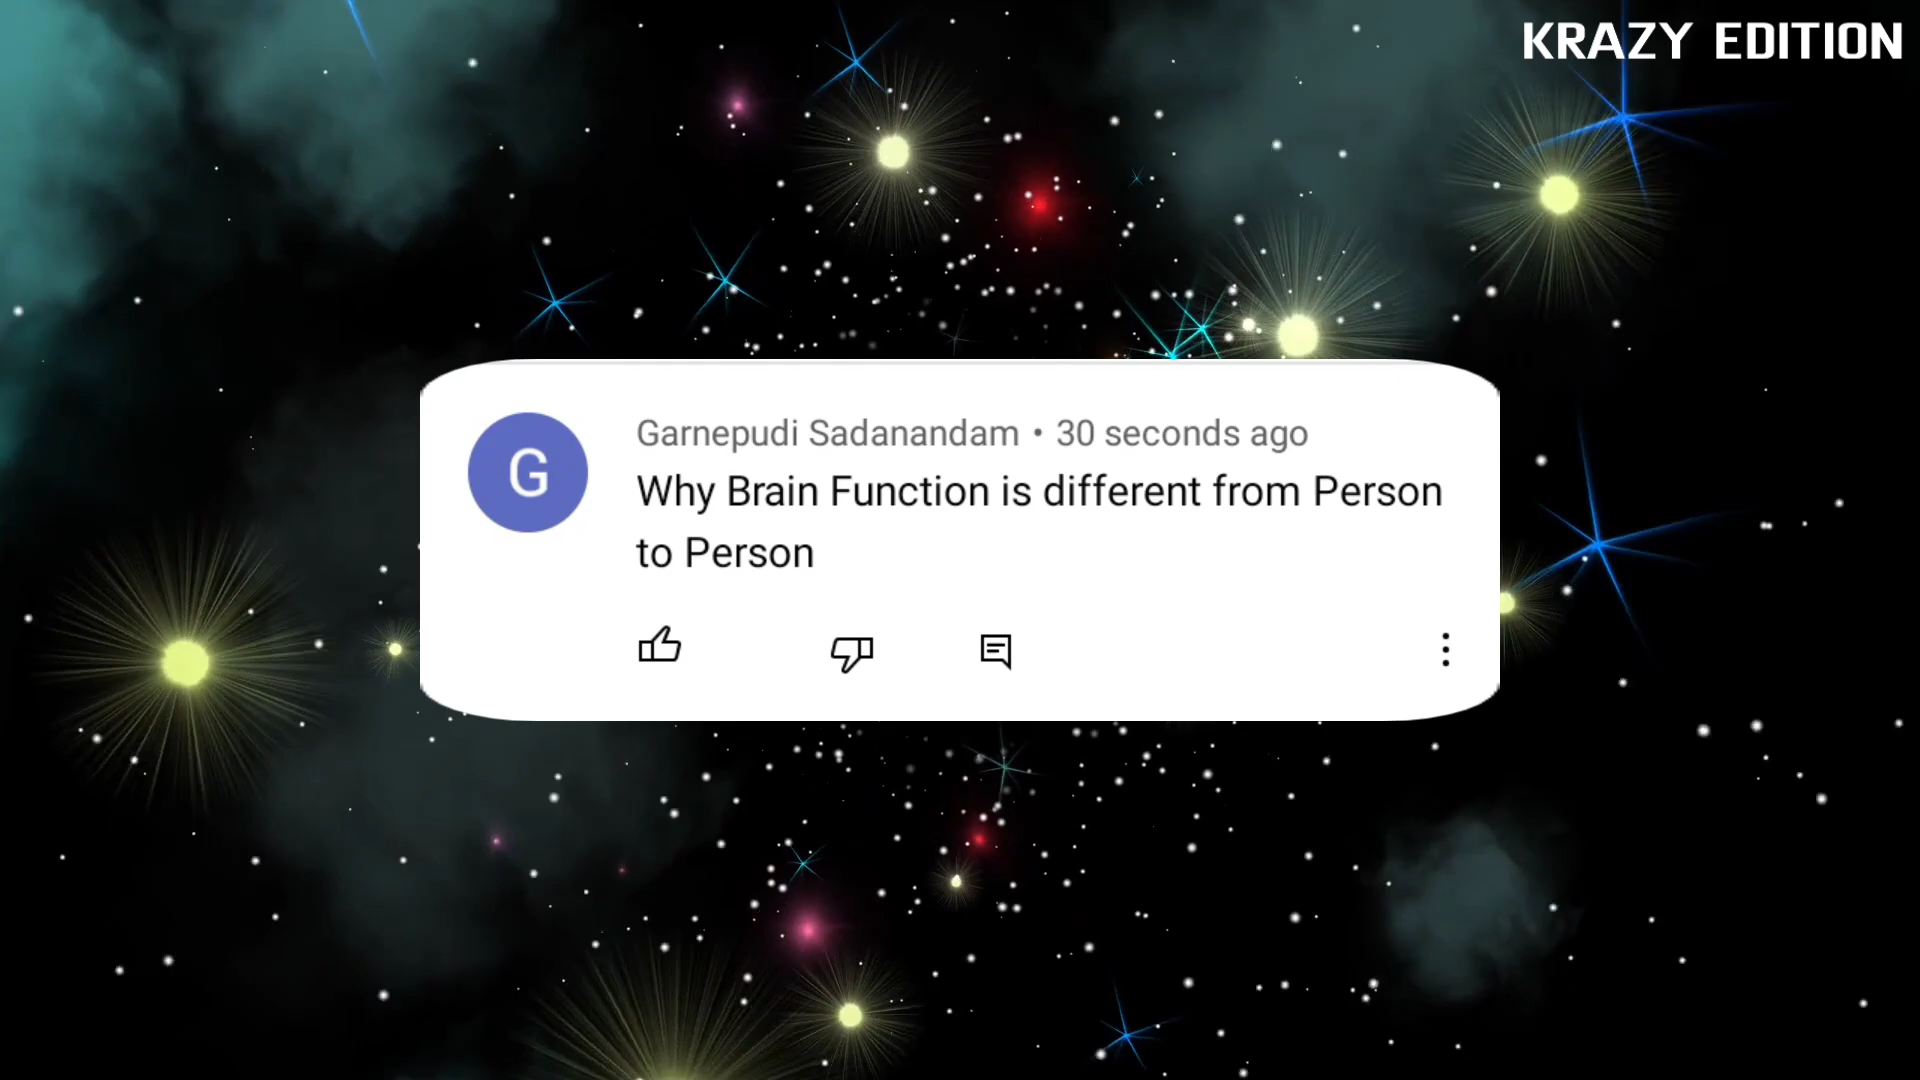 KRAZY EDITION
G
Garnepudi Sadanandam • 30 seconds ago
Why Brain Function is different from Person
to Person